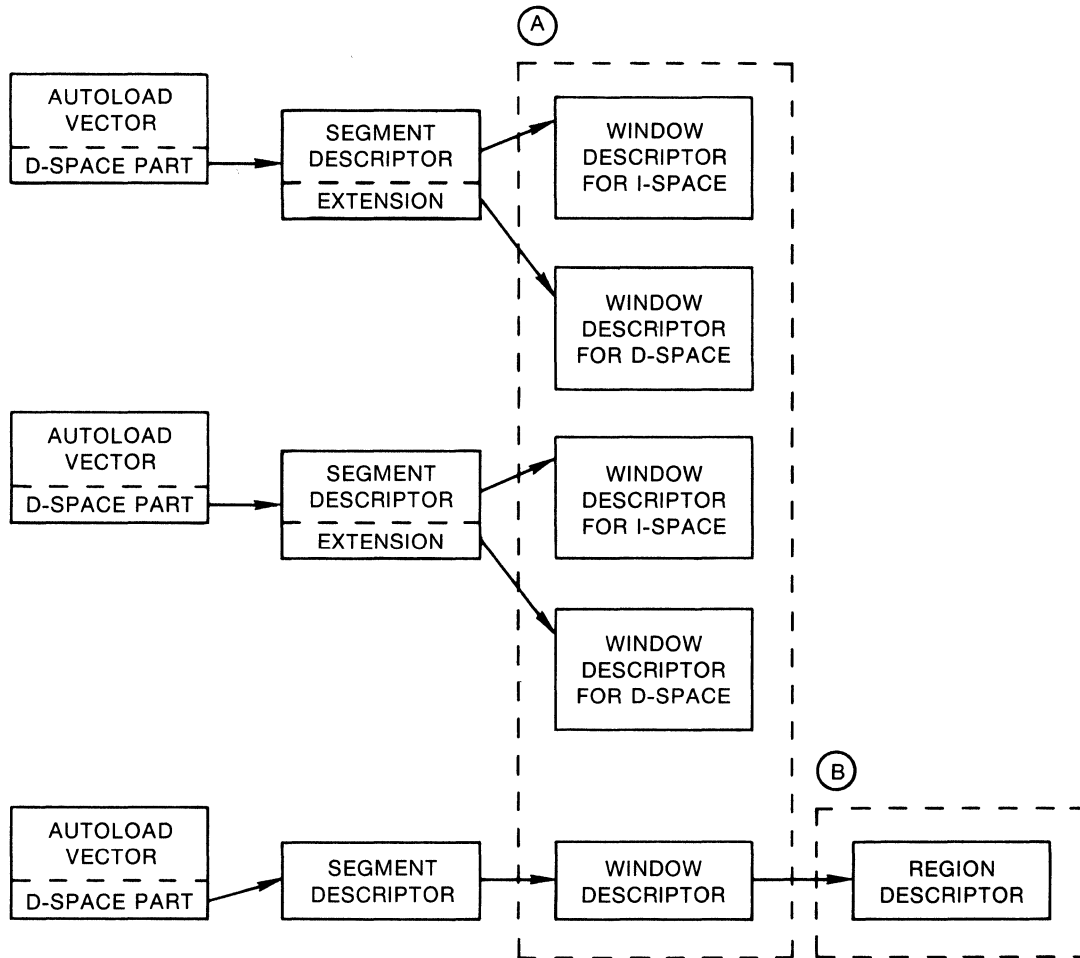 A
AUTOLOAD
VECTOR
D-SPACE PART
SEGMENT
DESCRIPTOR
EXTENSION
WINDOW
DESCRIPTOR
FOR I-SPACE
WINDOW
DESCRIPTOR
FOR D-SPACE
AUTOLOAD
VECTOR
D-SPACE PART
SEGMENT
DESCRIPTOR
EXTENSION
WINDOW
DESCRIPTOR
FOR I-SPACE
WINDOW
DESCRIPTOR
FOR D-SPACE
B
AUTOLOAD
VECTOR
D-SPACE PART
SEGMENT
DESCRIPTOR
WINDOW
DESCRIPTOR
REGION
DESCRIPTOR